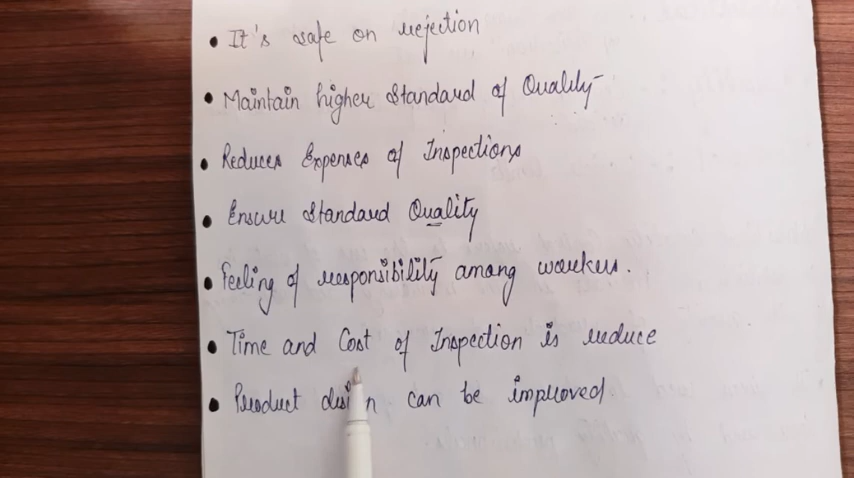 • It's safe on rejection
• Maintain higher Standard of Quality
• Reduces Expenses of Inspections
• Ensure Standard Quality
• Feeling of responsibility among workers.
• Time and Cost of Inspection is reduce
• Product can be improved.